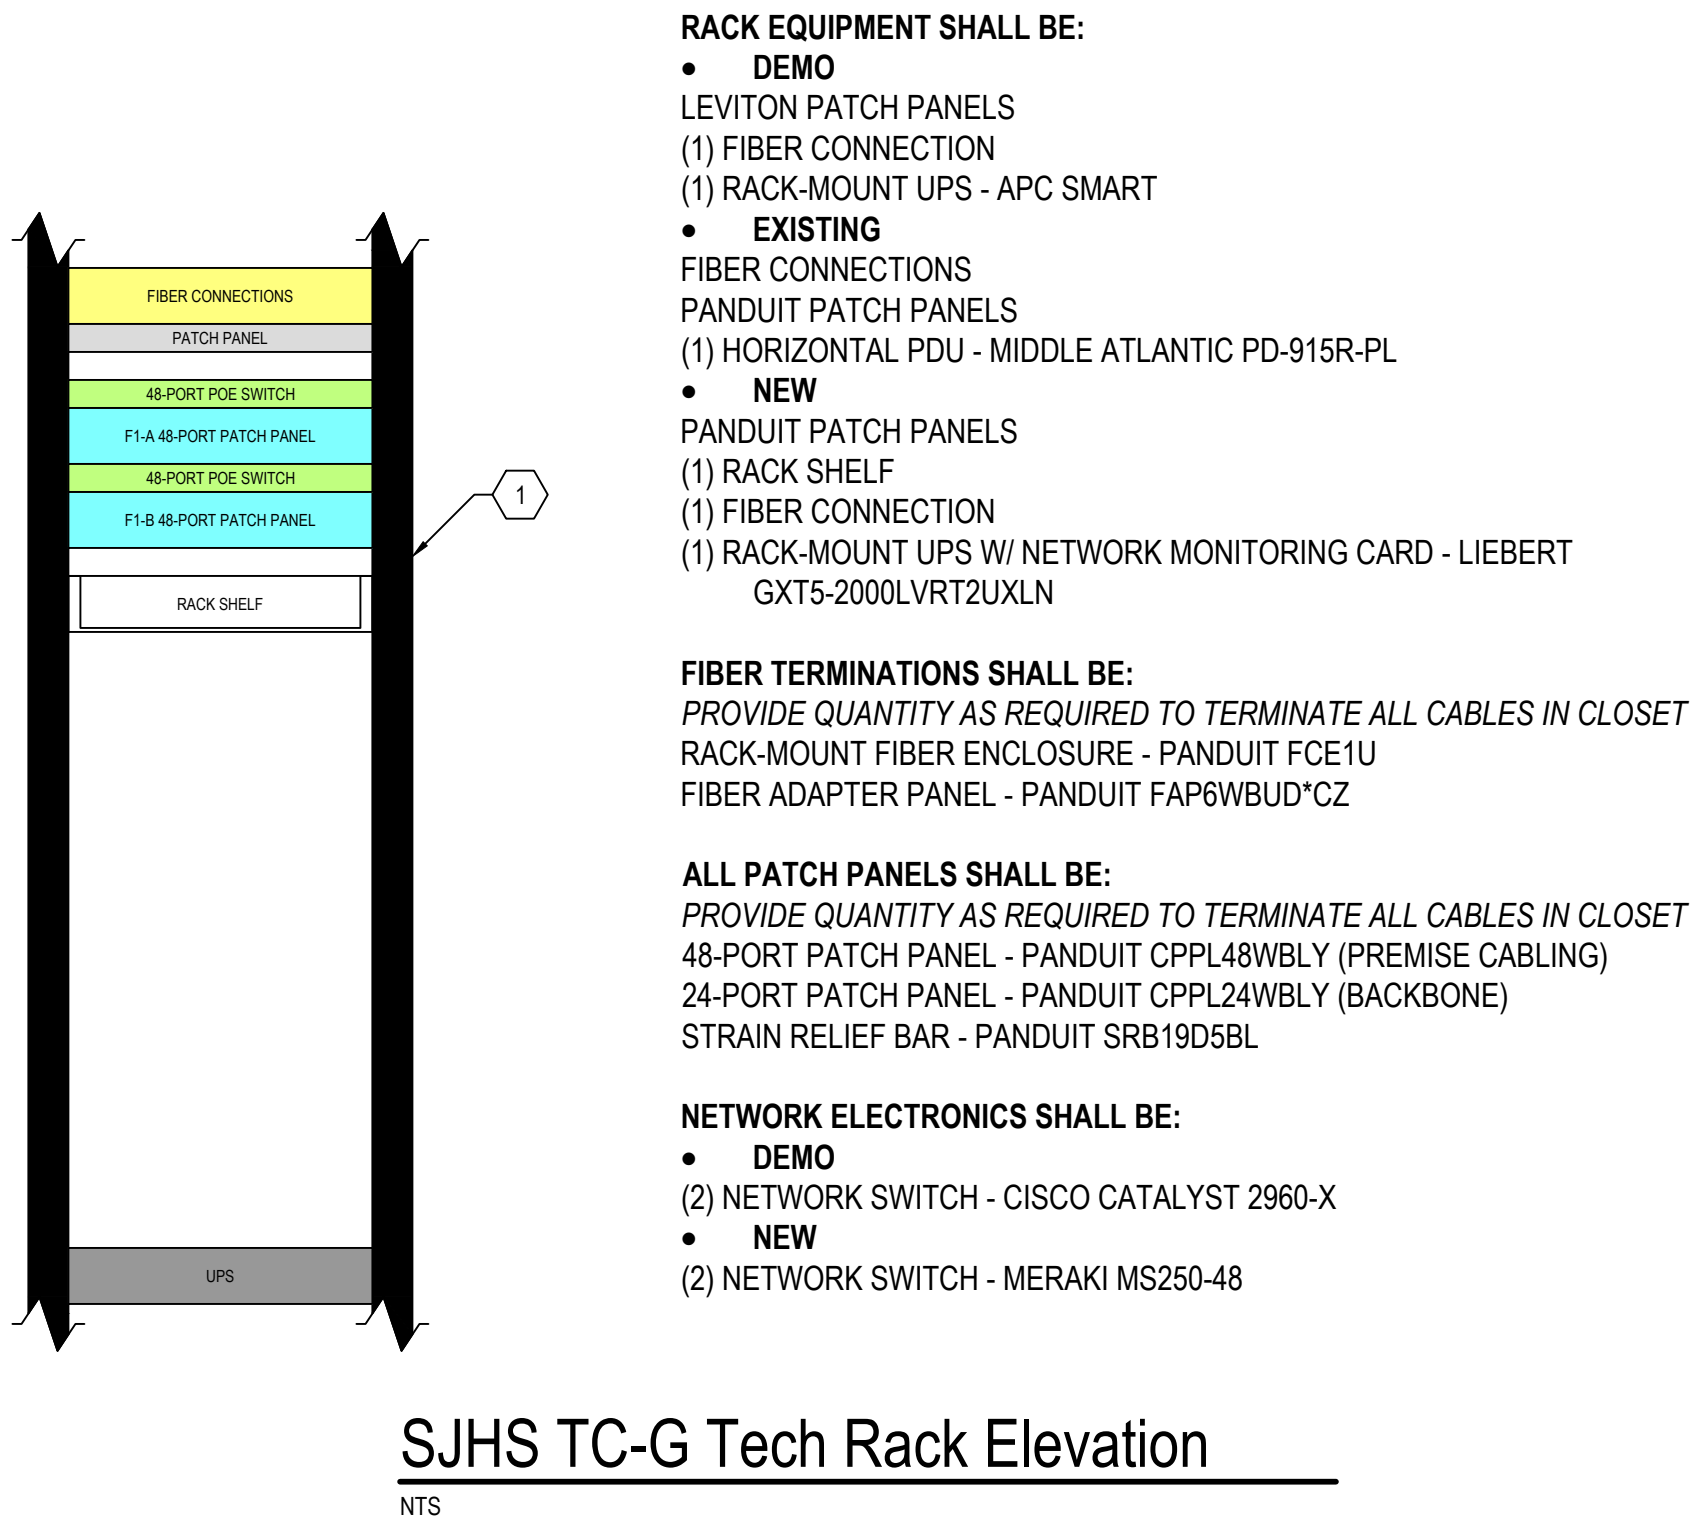 RACK EQUIPMENT SHALL BE:
• DEMO
LEVITON PATCH PANELS
(1) FIBER CONNECTION
(1) RACK-MOUNT UPS - APC SMART
• EXISTING
FIBER CONNECTIONS
PANDUIT PATCH PANELS
(1) HORIZONTAL PDU - MIDDLE ATLANTIC PD-915R-PL
• NEW
PANDUIT PATCH PANELS
(1) RACK SHELF
(1) FIBER CONNECTION
(1) RACK-MOUNT UPS W/ NETWORK MONITORING CARD - LIEBERT
GXT5-2000LVRT2UXLN
FIBER TERMINATIONS SHALL BE:
PROVIDE QUANTITY AS REQUIRED TO TERMINATE ALL CABLES IN CLOSET
RACK-MOUNT FIBER ENCLOSURE - PANDUIT FCE1U
FIBER ADAPTER PANEL - PANDUIT FAP6WBUD*CZ
ALL PATCH PANELS SHALL BE:
PROVIDE QUANTITY AS REQUIRED TO TERMINATE ALL CABLES IN CLOSET
48-PORT PATCH PANEL - PANDUIT CPPL48WBLY (PREMISE CABLING)
24-PORT PATCH PANEL - PANDUIT CPPL24WBLY (BACKBONE)
STRAIN RELIEF BAR - PANDUIT SRB19D5BL
NETWORK ELECTRONICS SHALL BE:
• DEMO
(2) NETWORK SWITCH - CISCO CATALYST 2960-X
• NEW
(2) NETWORK SWITCH - MERAKI MS250-48
FIBER CONNECTIONS
PATCH PANEL
48-PORT POE SWITCH
F1-A 48-PORT PATCH PANEL
48-PORT POE SWITCH
F1-B 48-PORT PATCH PANEL
1
RACK SHELF
UPS
SJHS TC-G Tech Rack Elevation
NTS